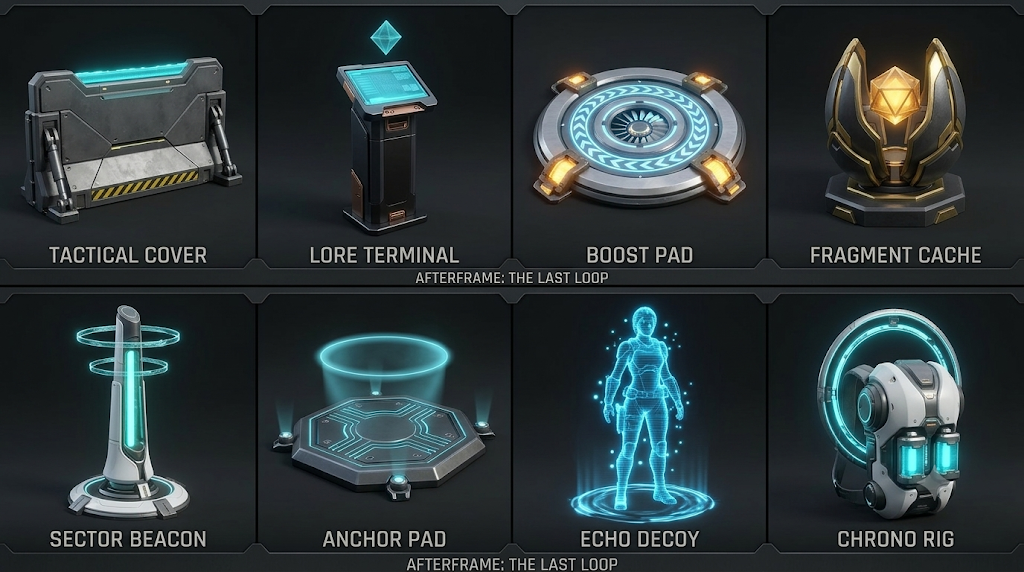 TACTICAL COVER
LORE TERMINAL
BOOST PAD
FRAGMENT CACHE
AFTERFRAME: THE LAST LOOP
SECTOR BEACON
ANCHOR PAD
ECHO DECOY
CHRONO RIG
AFTERFRAME: THE LAST LOOP